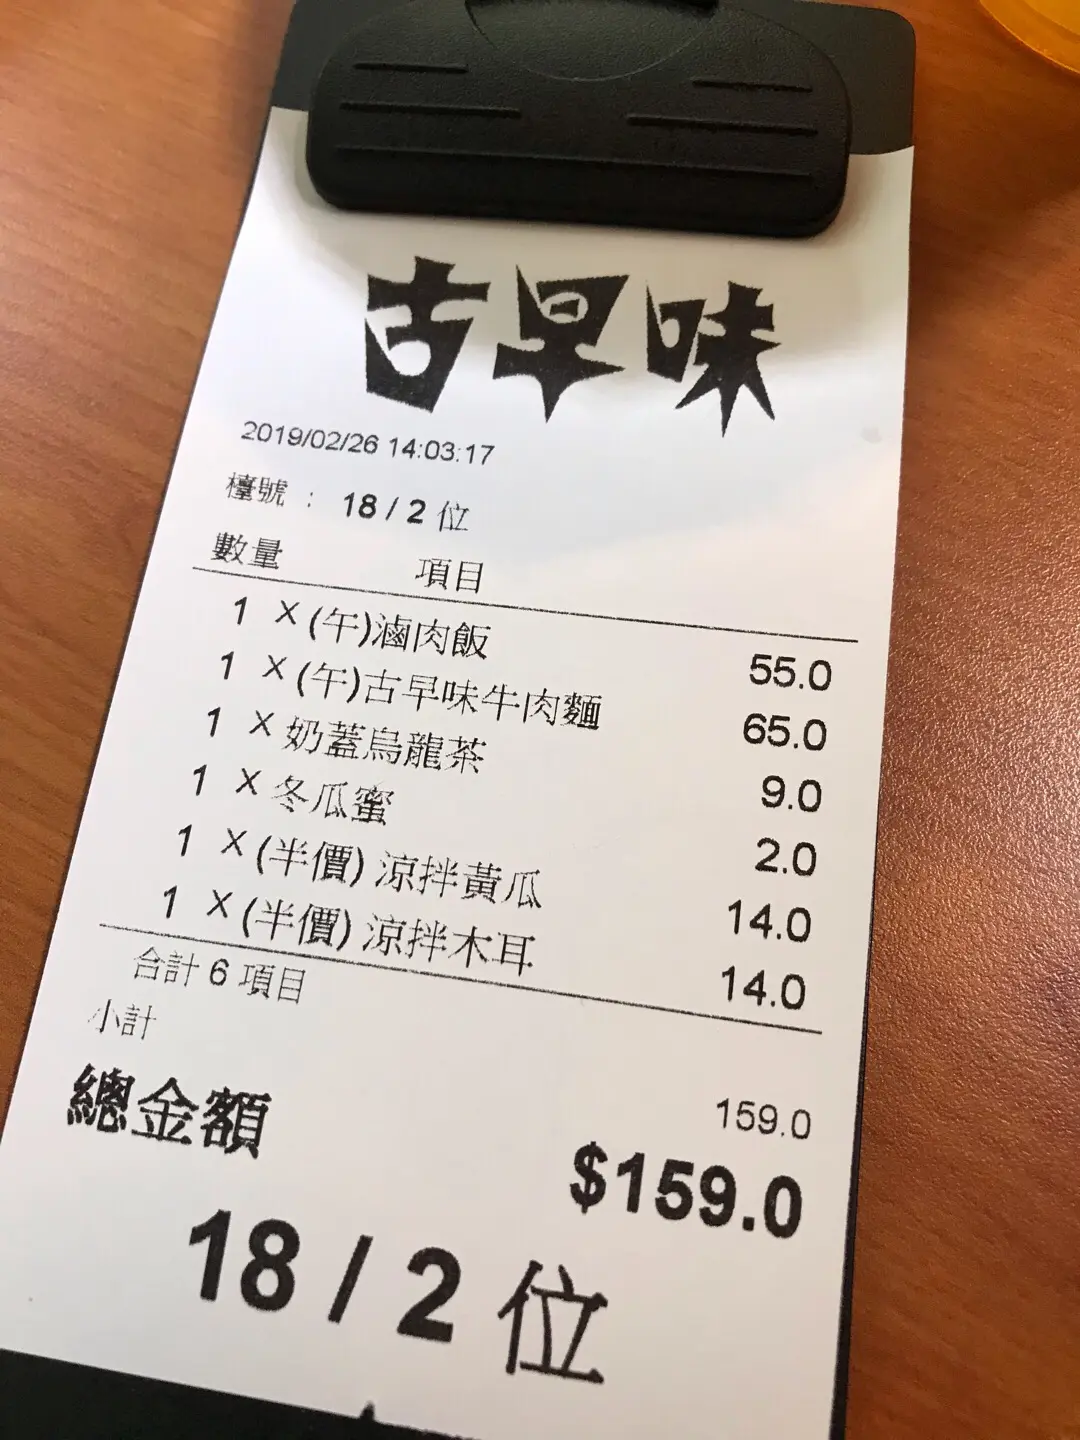 古早味
2019/02/26 14:03:17
檯號 : 18 / 2 位
數量 項目
1 X (午)滷肉飯 55.0
1 X (午)古早味牛肉麵 65.0
1 X 奶蓋烏龍茶 9.0
1 X 冬瓜蜜 2.0
1 X (半價) 涼拌黃瓜 14.0
1 X (半價) 涼拌木耳 14.0
合計 6 項目
小計 159.0
總金額 $159.0
18 / 2 位